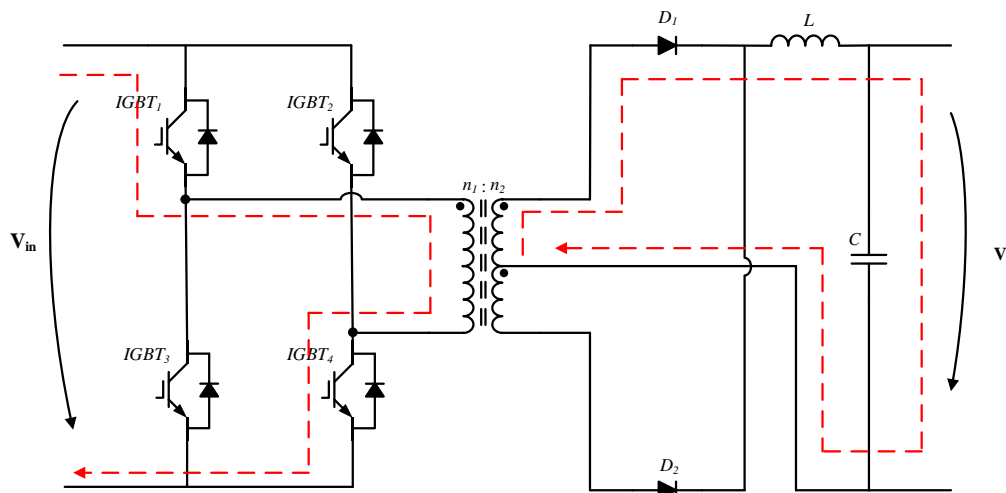 D1
L
IGBT1
IGBT2
n1 : n2
Vin
C
V
IGBT3
IGBT4
D2